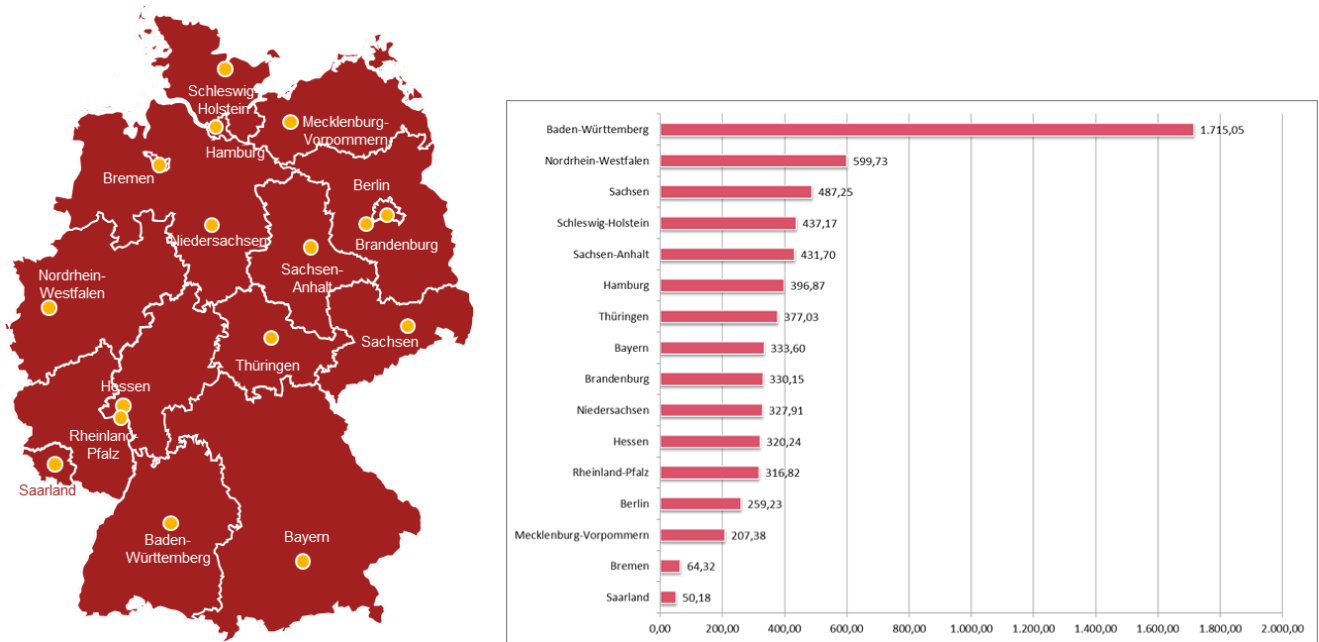 Schleswig
Holstein
Mecklenburg-
Vorpommern
Hamburg
Bremen
Berlin
Niedersachsen
Brandenburg
Sachsen-
Anhalt
Nordrhein-
Westfalen
Sachsen
Thüringen
Hessen
Rheinland-
Pfalz
Saarland
Baden-
Württemberg
Bayern
Baden-Württemberg 1.715,05
Nordrhein-Westfalen 599,73
Sachsen 487,25
Schleswig-Holstein 437,17
Sachsen-Anhalt 431,70
Hamburg 396,87
Thüringen 377,03
Bayern 333,60
Brandenburg 330,15
Niedersachsen 327,91
Hessen 320,24
Rheinland-Pfalz 316,82
Berlin 259,23
Mecklenburg-Vorpommern 207,38
Bremen 64,32
Saarland 50,18
0,00 200,00 400,00 600,00 800,00 1.000,00 1.200,00 1.400,00 1.600,00 1.800,00 2.000,00